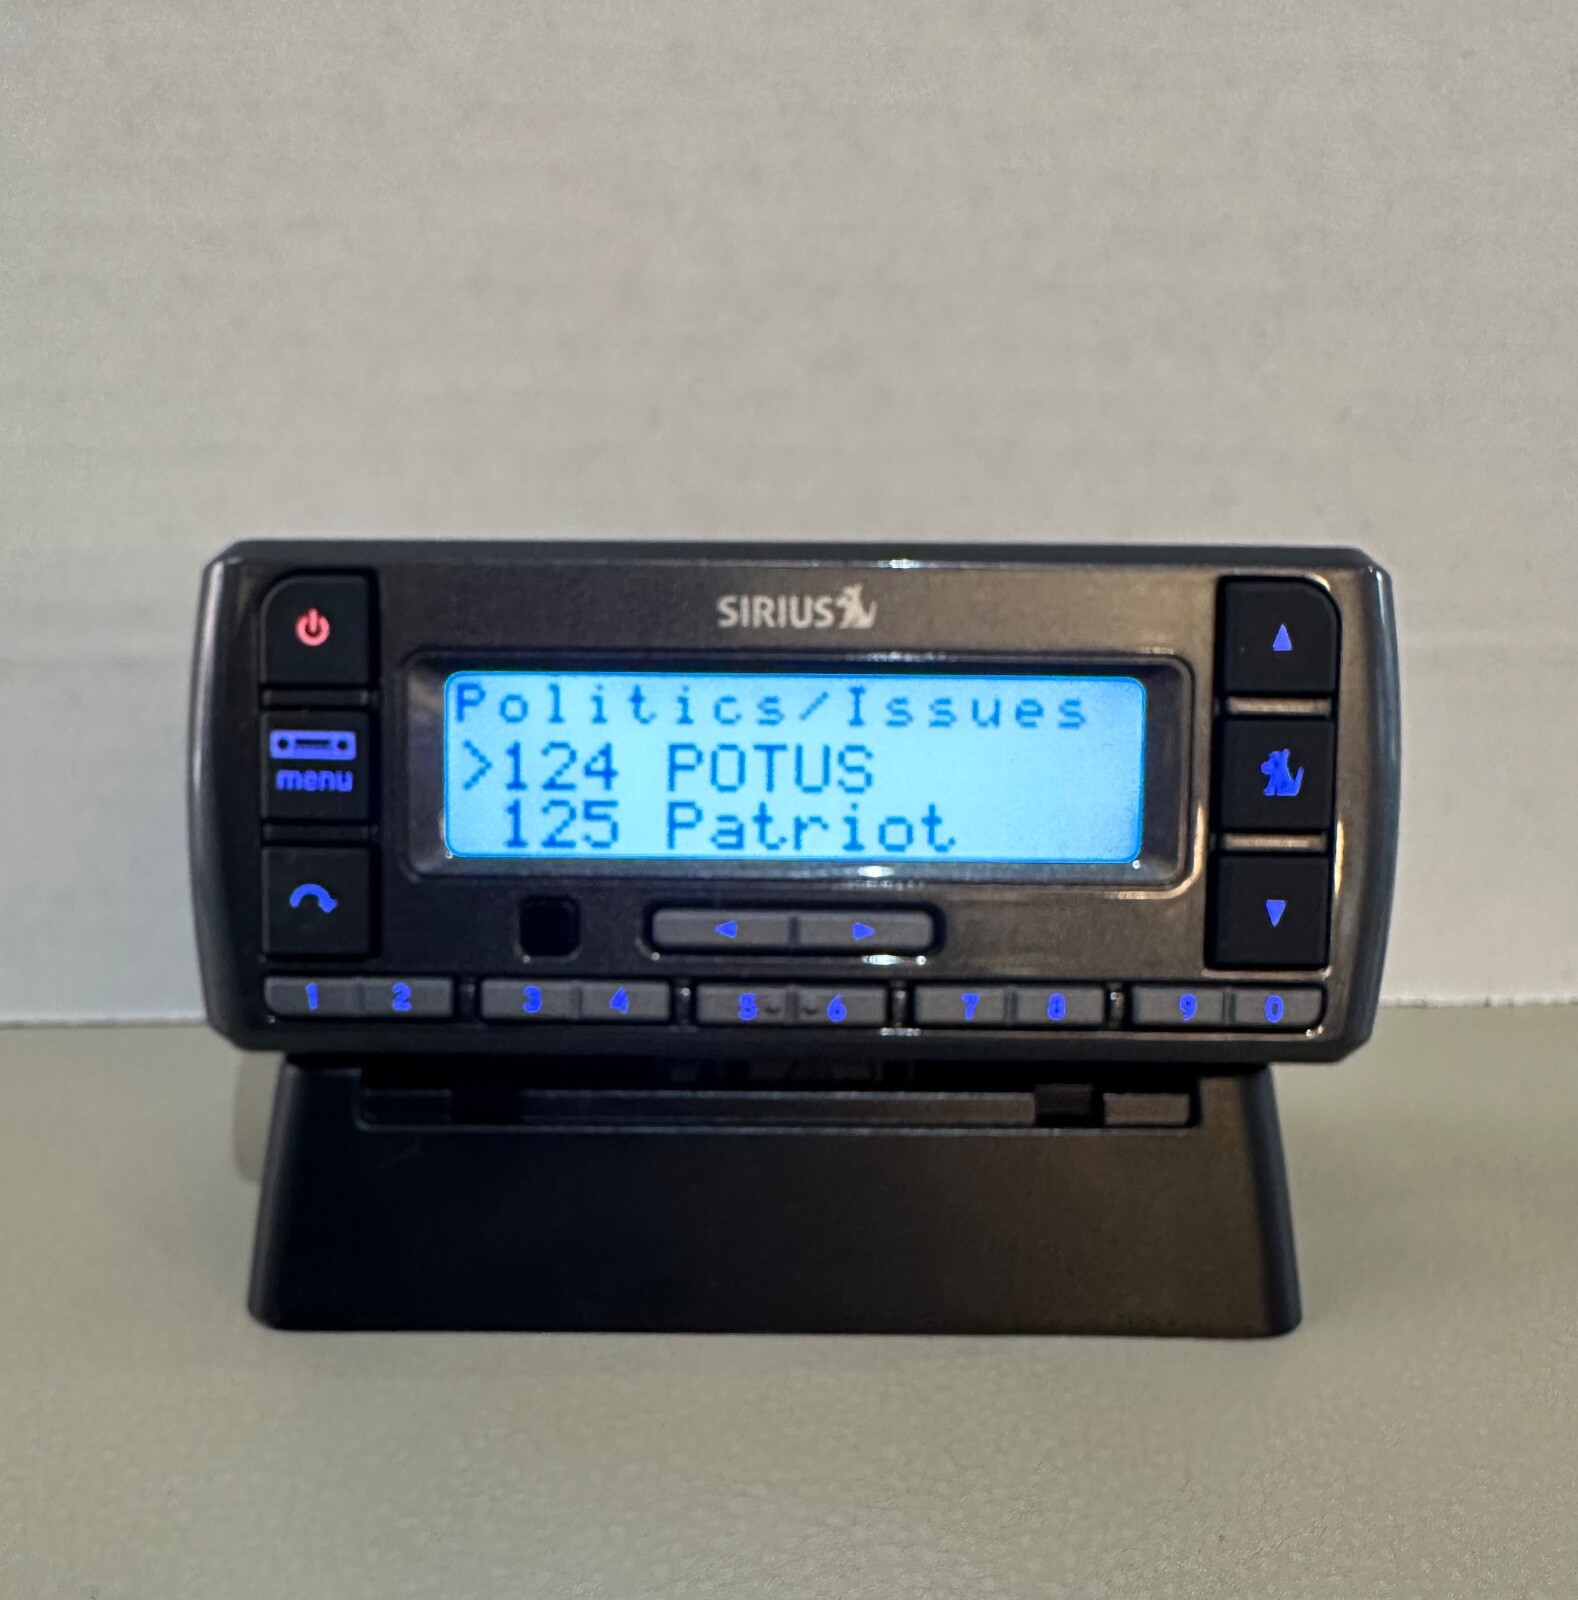 SIRIUS
Politics/Issues
>124 POTUS
125 Patriot
menu
1 2 3 4 5 6 7 8 9 0